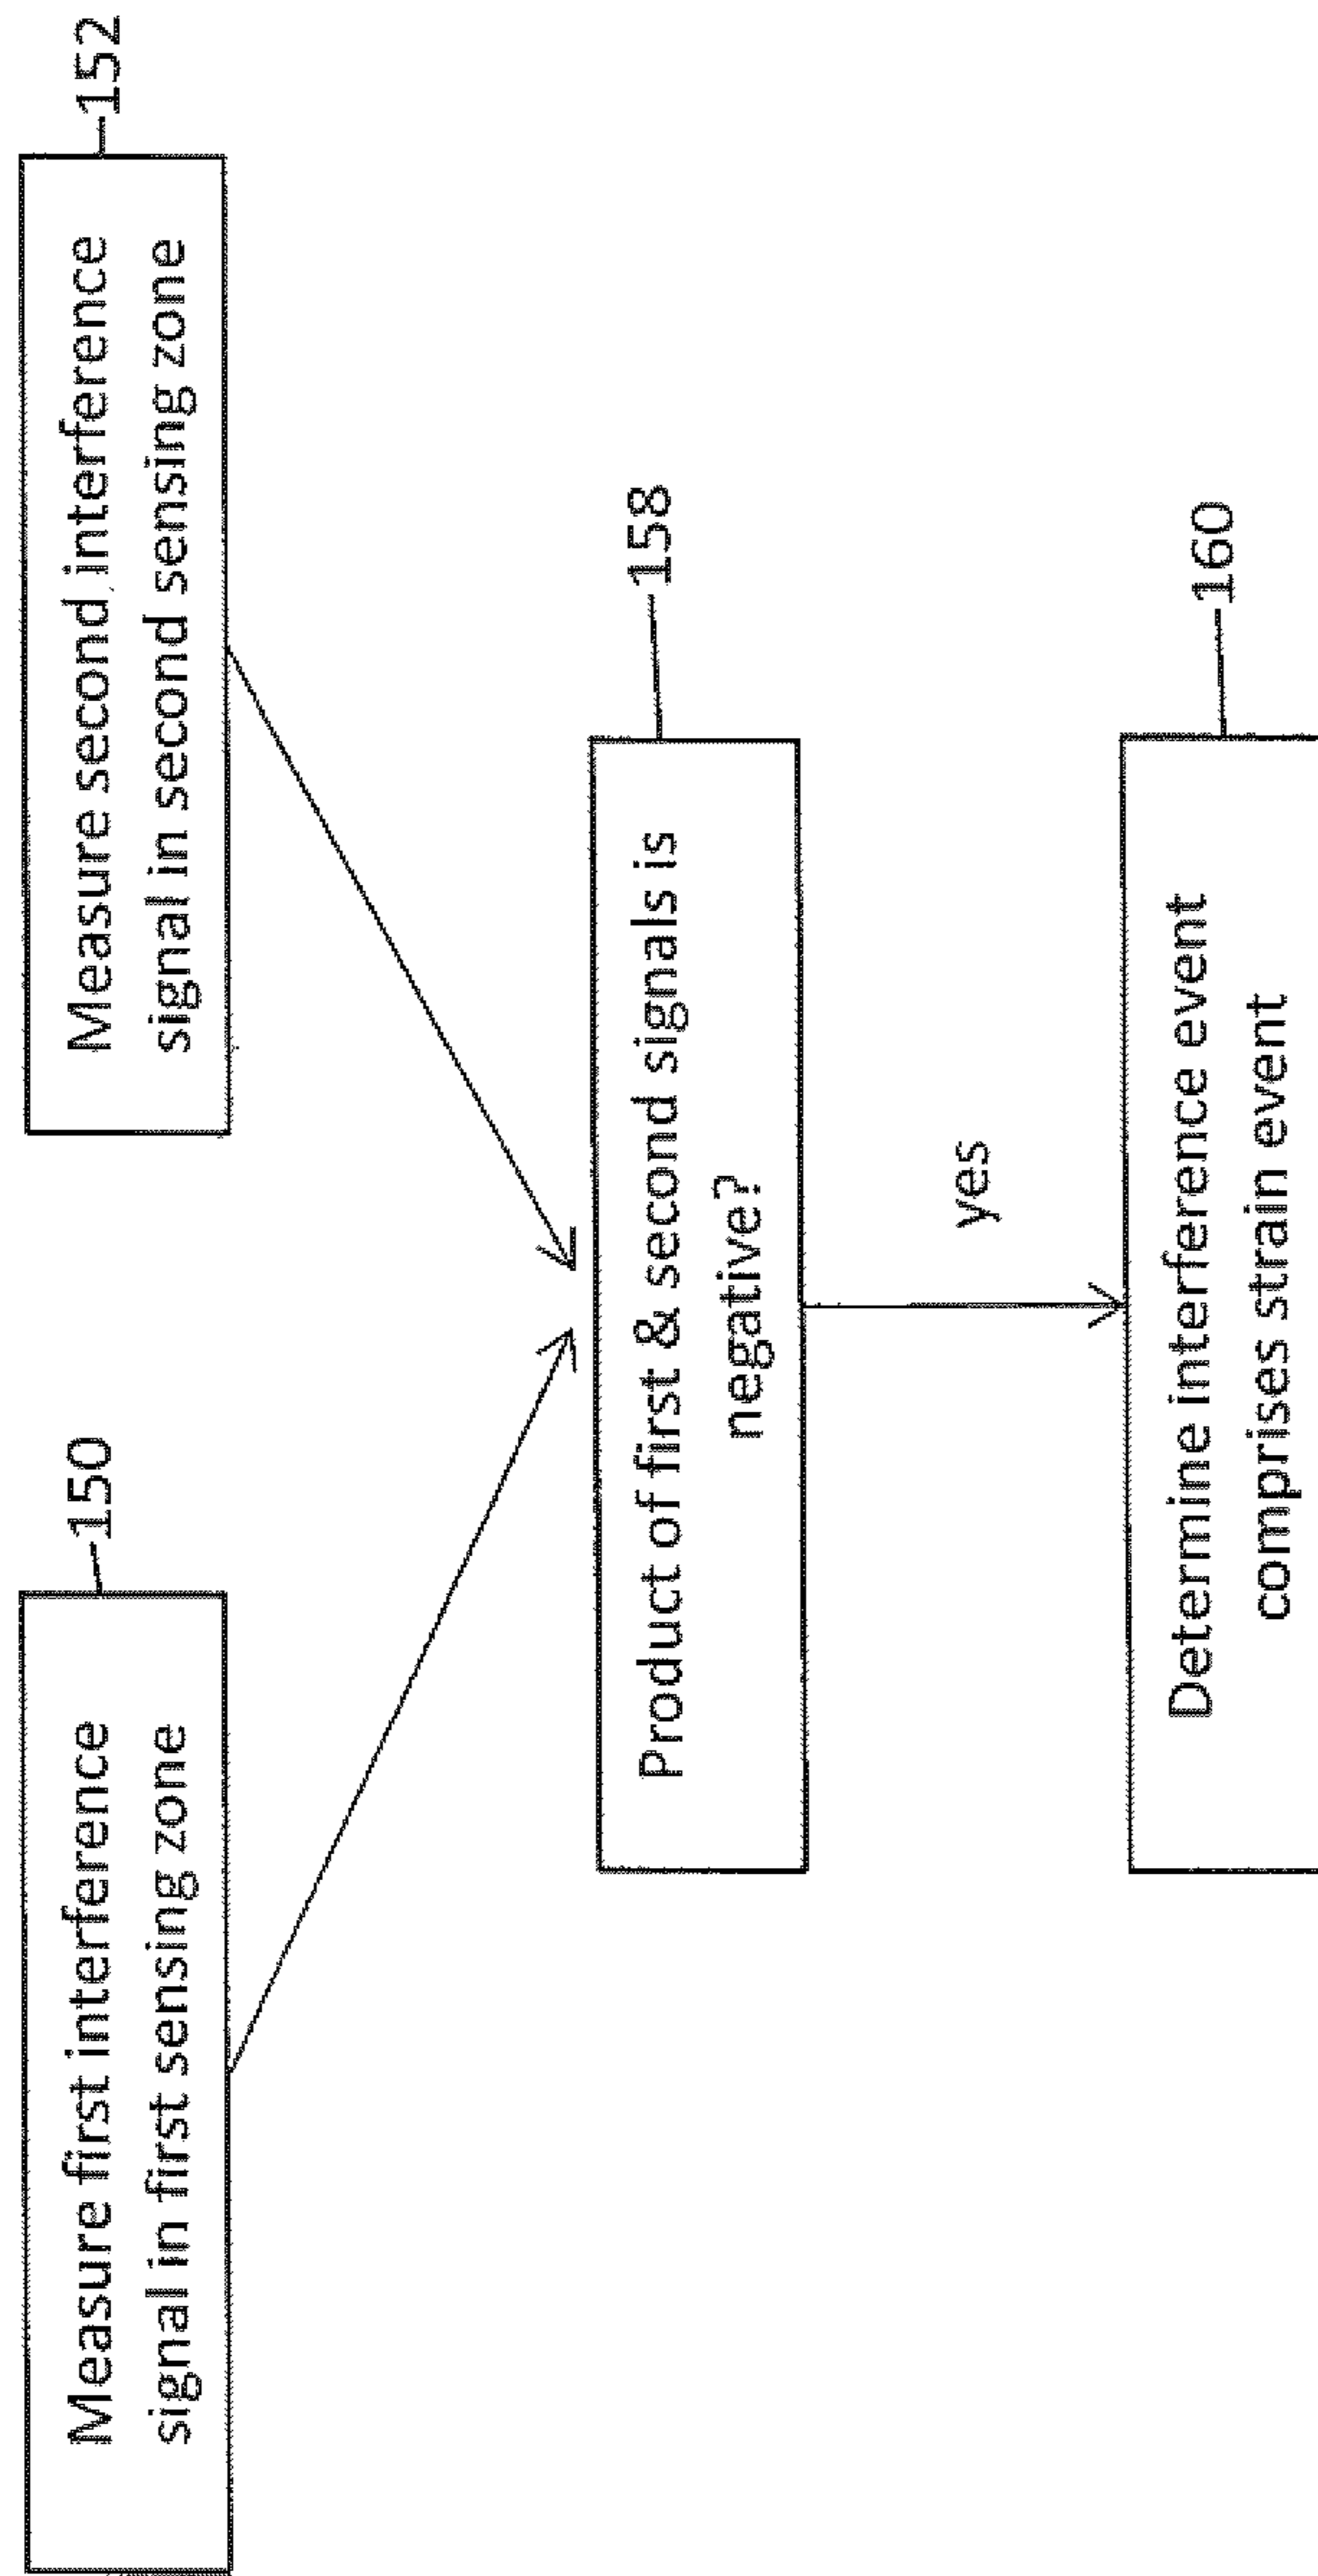 Measure first interference
signal in first sensing zone
150
Measure second interference
signal in second sensing zone
152
Product of first & second signals is
negative?
158
yes
Determine interference event
comprises strain event
160